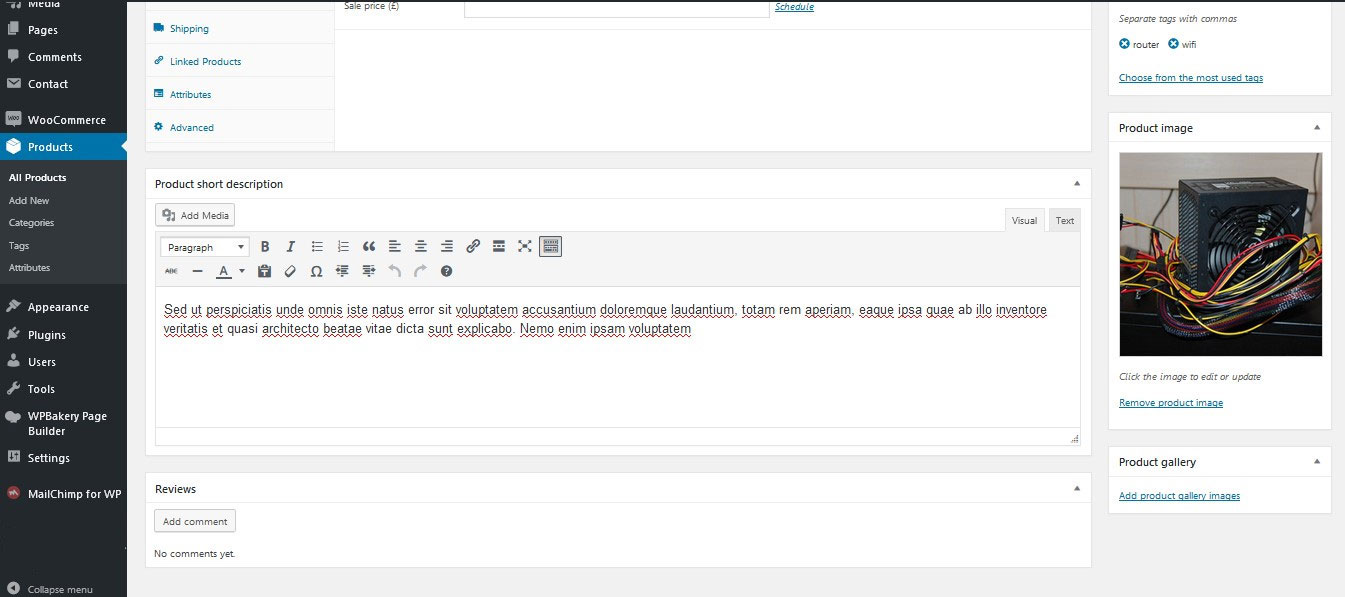 Media
Pages
Comments
Contact
WooCommerce
Products
All Products
Add New
Categories
Tags
Attributes
Appearance
Plugins
Users
Tools
WPBakery Page
Builder
Settings
MailChimp for WP
Collapse menu
Sale price (£)
Schedule
Shipping
Linked Products
Attributes
Advanced
Product short description
Add Media
Visual Text
Paragraph
B I
ABC A
Sed ut perspiciatis unde omnis iste natus error sit voluptatem accusantium doloremque laudantium, totam rem aperiam, eaque ipsa quae ab illo inventore
veritatis et quasi architecto beatae vitae dicta sunt explicabo. Nemo enim ipsam voluptatem
Reviews
Add comment
No comments yet.
Separate tags with commas
router wifi
Choose from the most used tags
Product image
Click the image to edit or update
Remove product image
Product gallery
Add product gallery images